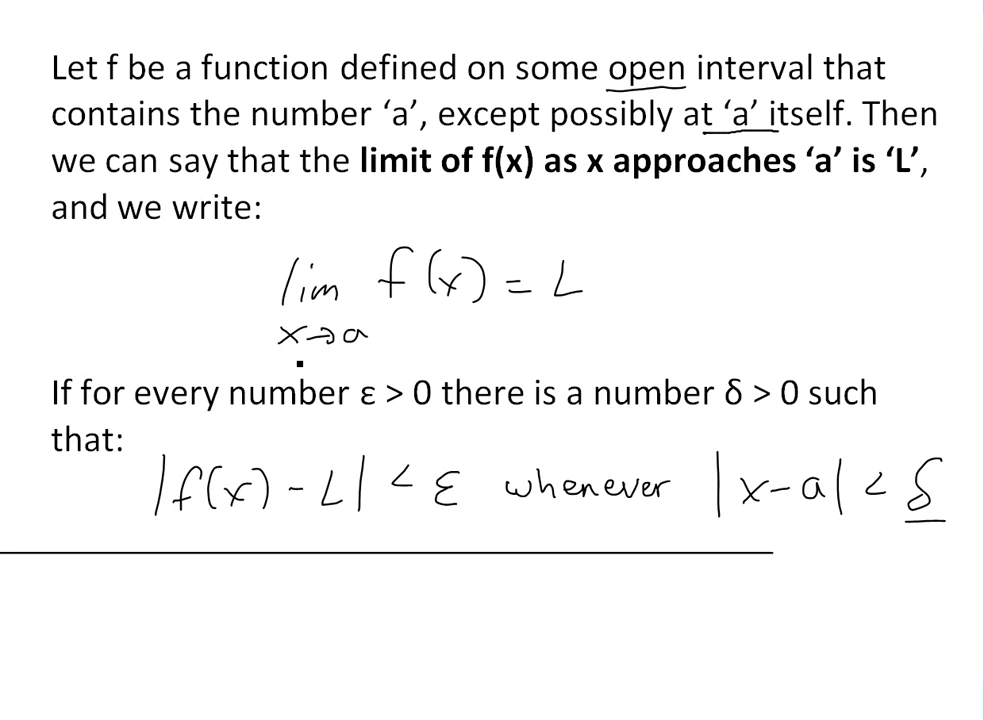 Let f be a function defined on some open interval that
contains the number ‘a’, except possibly at ‘a’ itself. Then
we can say that the limit of f(x) as x approaches ‘a’ is ‘L’,
and we write:
lim f(x) = L
x→a
If for every number ε > 0 there is a number δ > 0 such
that:
|f(x) - L| < ε whenever |x-a| < δ